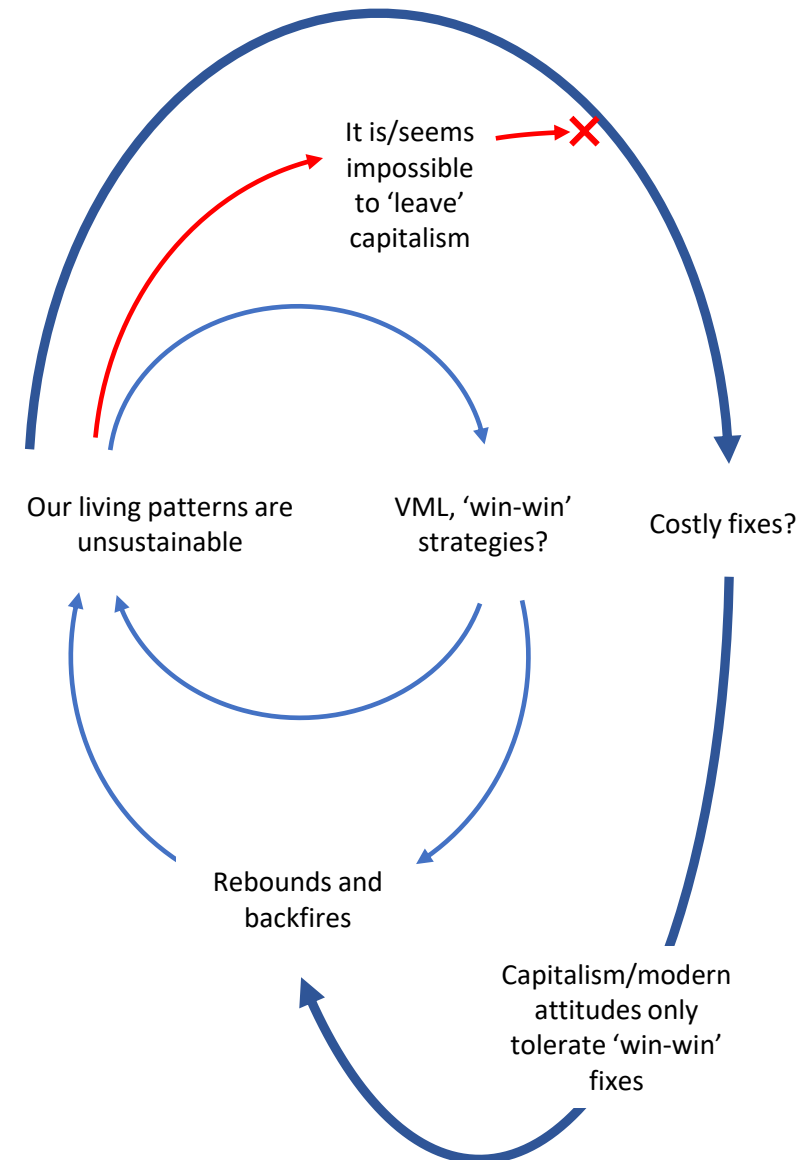 It is/seems
impossible
to ‘leave’
capitalism
Our living patterns are
unsustainable
VML, ‘win-win’
strategies?
Costly fixes?
Rebounds and
backfires
Capitalism/modern
attitudes only
tolerate ‘win-win’
fixes